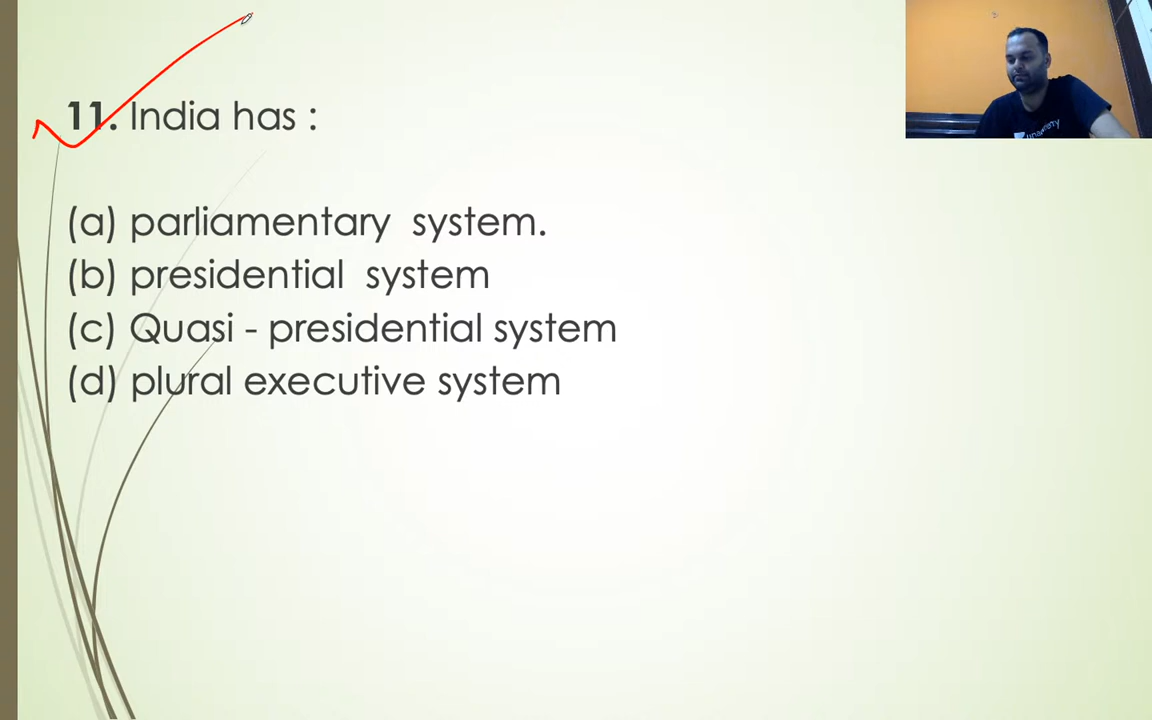 11. India has :
(a) parliamentary system.
(b) presidential system
(c) Quasi - presidential system
(d) plural executive system